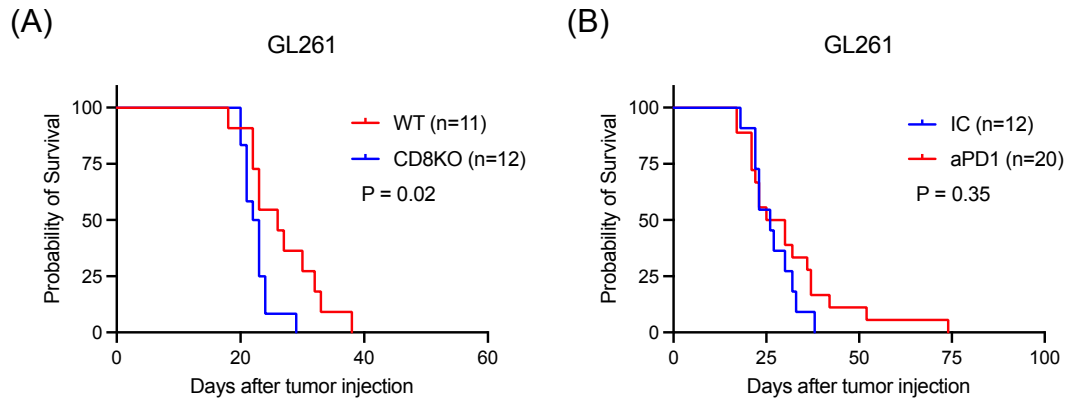 (A)
GL261
Probability of Survival
100
75
50
25
0
WT (n=11)
CD8KO (n=12)
P = 0.02
0 20 40 60
Days after tumor injection
(B)
GL261
Probability of Survival
100
75
50
25
0
IC (n=12)
aPD1 (n=20)
P = 0.35
0 25 50 75 100
Days after tumor injection